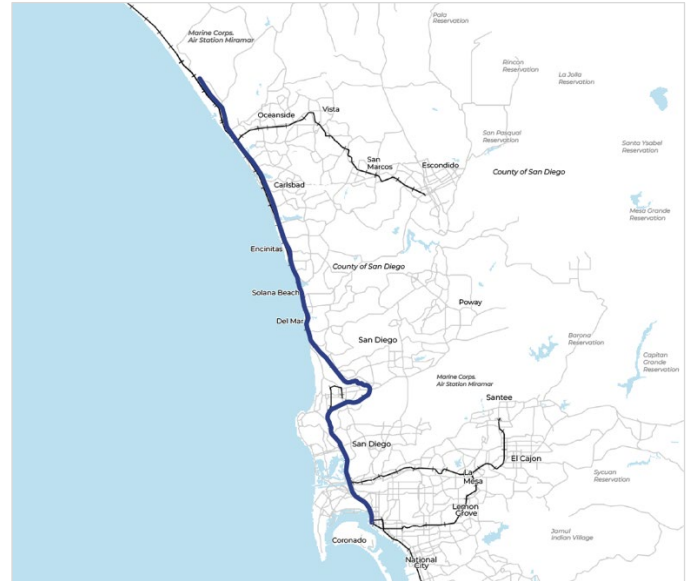 Pala
Reservation
Marine Corps.
Air Station Miramar
Rincon
Reservation
La Jolla
Reservation
Vista
Oceanside
San Pasqual
Reservation
Santa Ysabel
Reservation
San
Marcos
Escondido
County of San Diego
Carlsbad
Mesa Grande
Reservation
Encinitas
County of San Diego
Solana Beach
Poway
Del Mar
San Diego
Barona
Reservation
Capitan
Grande
Reservation
Marine Corps.
Air Station Miramar
Santee
San Diego
El Cajon
La
Mesa
Sycuan
Reservation
Lemon
Grove
Jamul
Indian Village
Coronado
National
City